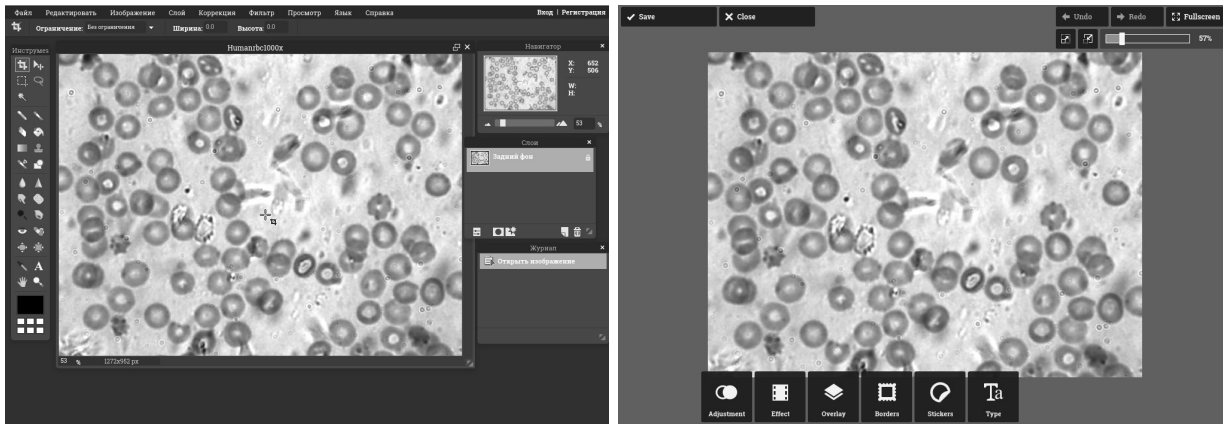 Файл Редактировать Изображение Слой Коррекция Фильтр Просмотр Язык Справка Вход | Регистрация
Ограничение: Без ограничения Ширина: 0.0 Высота: 0.0
Инструмен
Humanrbc1000x
53 % 1272x952 px
Навигатор
X: 652
Y: 506
W:
H:
53 %
Слои
Задний фон
Журнал
Открыть изображение
A
Save Close Undo Redo Fullscreen
57%
Ta
Adjustment Effect Overlay Borders Stickers Type